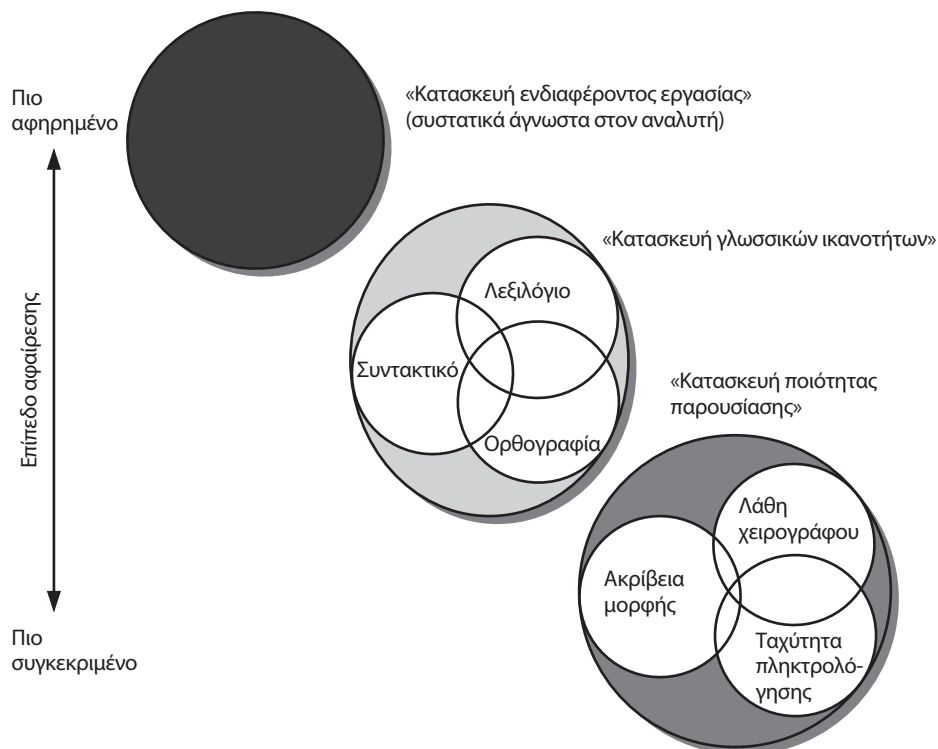 Πιο
αφηρημένο
«Κατασκευή ενδιαφέροντος εργασίας»
(συστατικά άγνωστα στον αναλυτή)
«Κατασκευή γλωσσικών ικανοτήτων»
Λεξιλόγιο
Συντακτικό
Ορθογραφία
Επίπεδο αφαίρεσης
«Κατασκευή ποιότητας
παρουσίασης»
Λάθη
χειρογράφου
Ακρίβεια
μορφής
Ταχύτητα
πληκτρολό-
γησης
Πιο
συγκεκριμένο